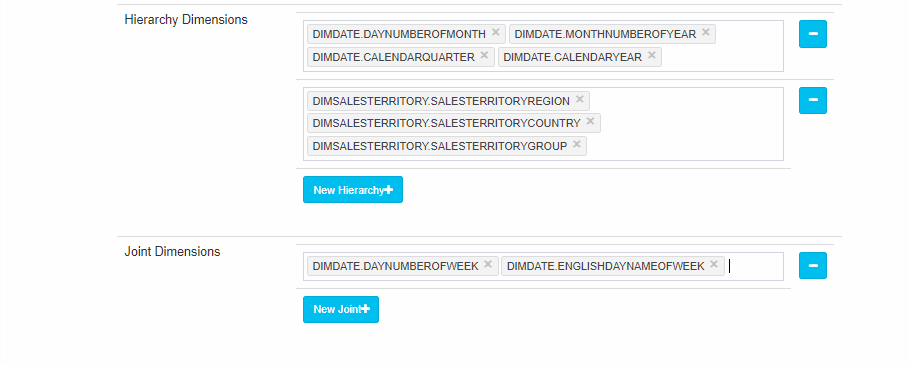 Hierarchy Dimensions
DIMDATE.DAYNUMBEROFMONTH × DIMDATE.MONTHNUMBEROFYEAR ×
DIMDATE.CALENDARQUARTER × DIMDATE.CALENDARYEAR ×
DIMSALESTERRITORY.SALESTERRITORYREGION ×
DIMSALESTERRITORY.SALESTERRITORYCOUNTRY ×
DIMSALESTERRITORY.SALESTERRITORYGROUP ×
New Hierarchy+
Joint Dimensions
DIMDATE.DAYNUMBEROFWEEK × DIMDATE.ENGLISHDAYNAMEOFWEEK ×
New Joint+